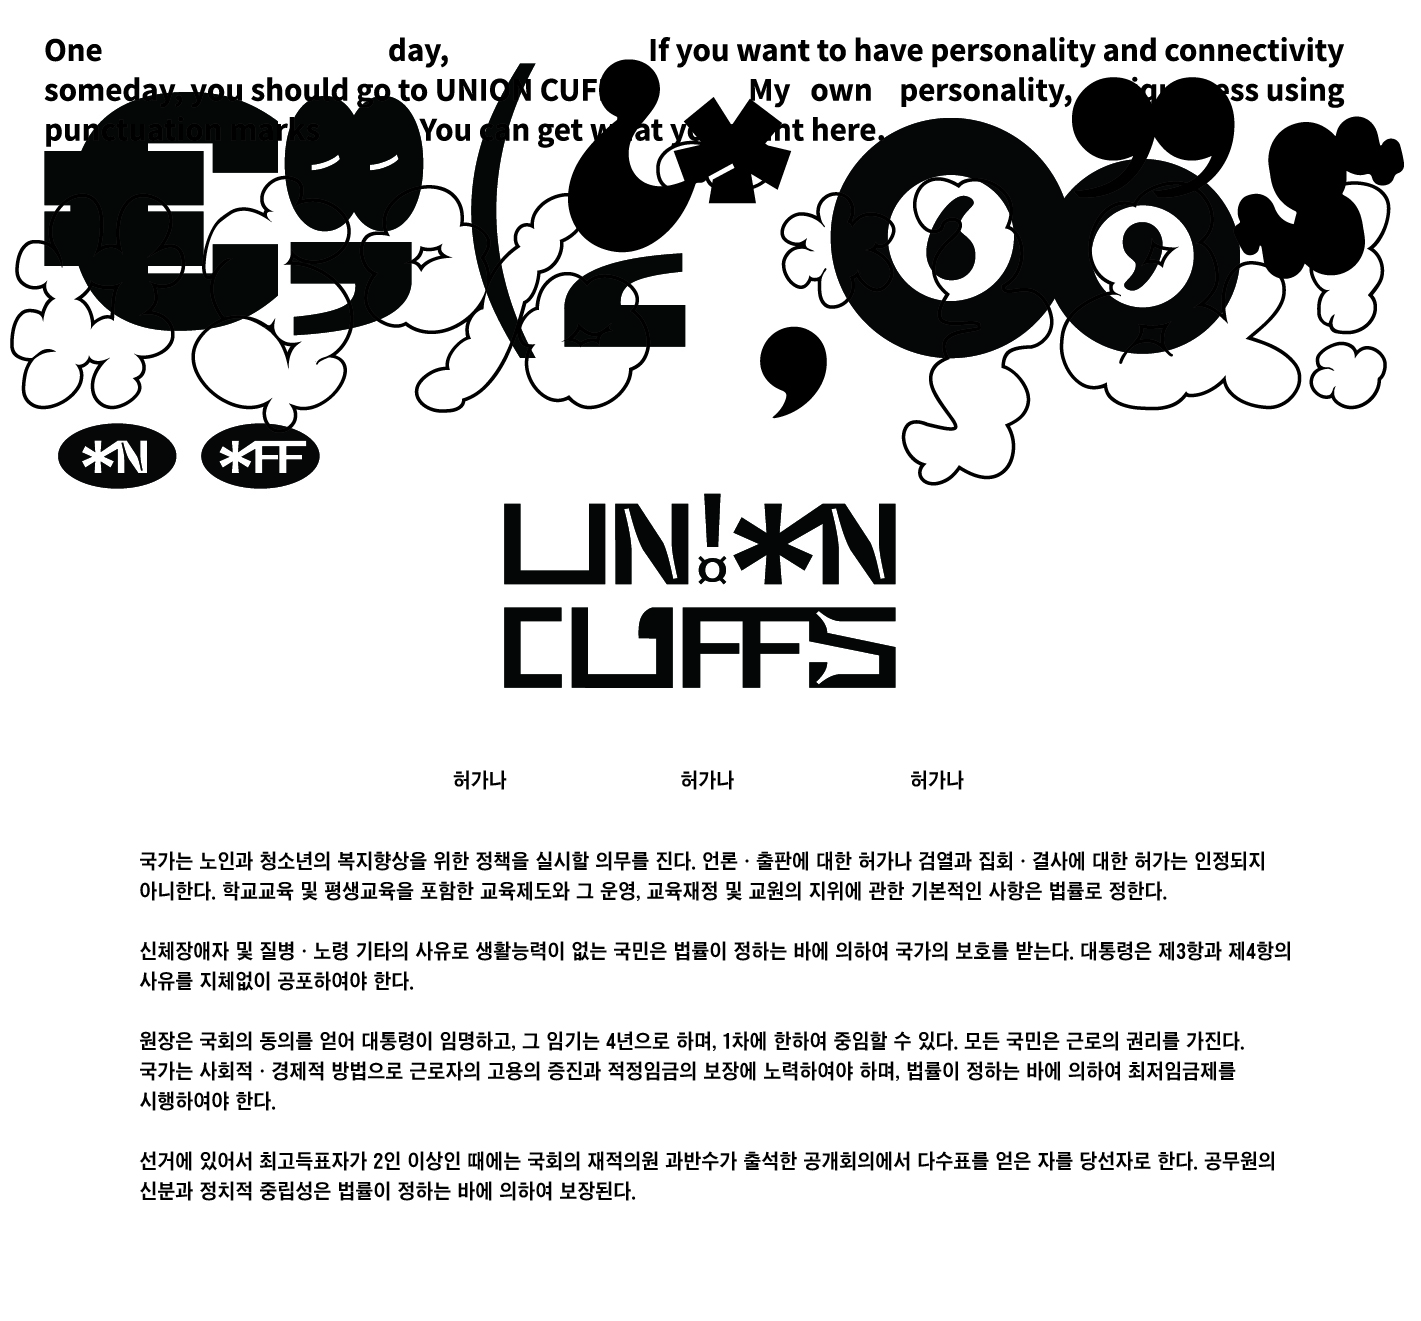 One day, If you want to have personality and connectivity
someday, you should go to UNION CUFFS My own personality, uniqueness using
punctuation marks You can get what you want here.
*N *FF
UN!*N
CUFFS
허가나 허가나 허가나
국가는 노인과 청소년의 복지향상을 위한 정책을 실시할 의무를 진다. 언론·출판에 대한 허가나 검열과 집회·결사에 대한 허가는 인정되지
아니한다. 학교교육 및 평생교육을 포함한 교육제도와 그 운영, 교육재정 및 교원의 지위에 관한 기본적인 사항은 법률로 정한다.
신체장애자 및 질병·노령 기타의 사유로 생활능력이 없는 국민은 법률이 정하는 바에 의하여 국가의 보호를 받는다. 대통령은 제3항과 제4항의
사유를 지체없이 공포하여야 한다.
원장은 국회의 동의를 얻어 대통령이 임명하고, 그 임기는 4년으로 하며, 1차에 한하여 중임할 수 있다. 모든 국민은 근로의 권리를 가진다.
국가는 사회적·경제적 방법으로 근로자의 고용의 증진과 적정임금의 보장에 노력하여야 하며, 법률이 정하는 바에 의하여 최저임금제를
시행하여야 한다.
선거에 있어서 최고득표자가 2인 이상인 때에는 국회의 재적의원 과반수가 출석한 공개회의에서 다수표를 얻은 자를 당선자로 한다. 공무원의
신분과 정치적 중립성은 법률이 정하는 바에 의하여 보장된다.